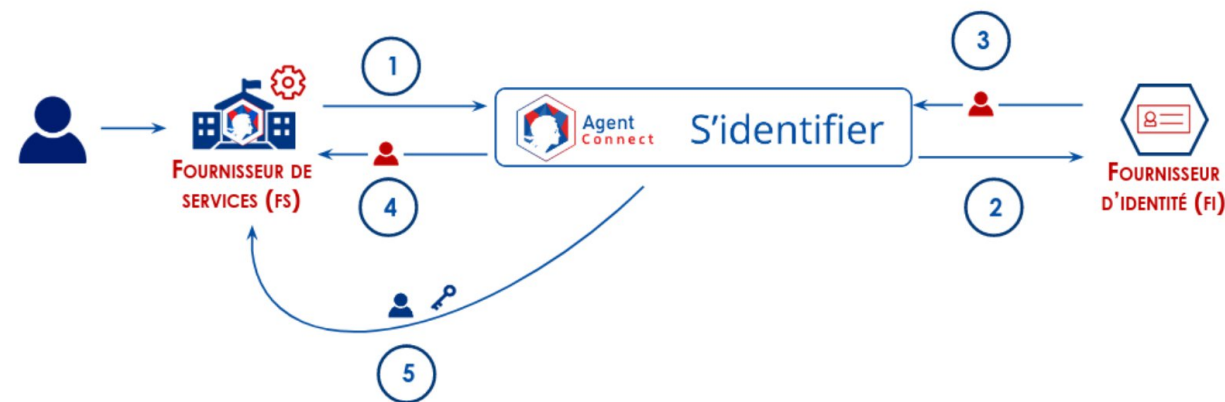 1
3
Agent
Connect
S'identifier
FOURNISSEUR DE
SERVICES (FS)
4
2
FOURNISSEUR
D'IDENTITÉ (FI)
5